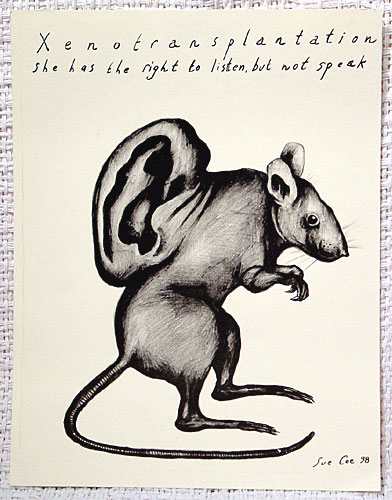 Xenotransplantation
She has the right to listen, but not speak
Sue Coe 98